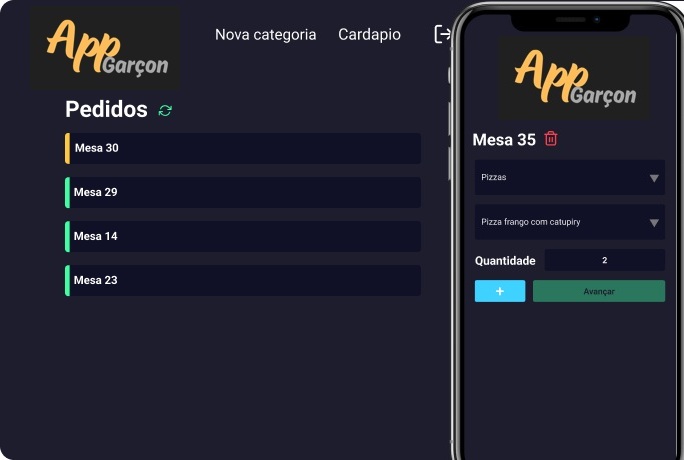 App
Garçon
Nova categoria
Cardapio
Pedidos
Mesa 30
Mesa 29
Mesa 14
Mesa 23
App
Garçon
Mesa 35
Pizzas
Pizza frango com catupiry
Quantidade
2
+
Avançar